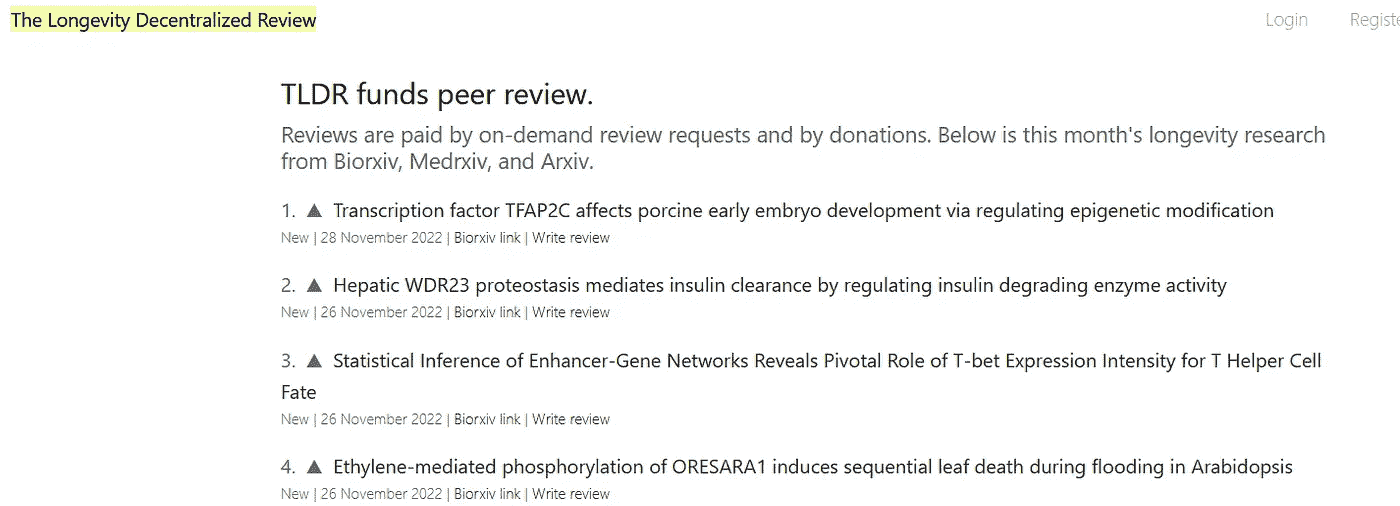 The Longevity Decentralized Review
Login
TLDR funds peer review.
Reviews are paid by on-demand review requests and by donations. Below is this month's longevity research
from Biorxiv, Medrxiv, and Arxiv.
1. ▲ Transcription factor TFAP2C affects porcine early embryo development via regulating epigenetic modification
New | 28 November 2022 | Biorxiv link | Write review
2. ▲ Hepatic WDR23 proteostasis mediates insulin clearance by regulating insulin degrading enzyme activity
New | 26 November 2022 | Biorxiv link | Write review
3. ▲ Statistical Inference of Enhancer-Gene Networks Reveals Pivotal Role of T-bet Expression Intensity for T Helper Cell
Fate
New | 26 November 2022 | Biorxiv link | Write review
4. ▲ Ethylene-mediated phosphorylation of ORESARA1 induces sequential leaf death during flooding in Arabidopsis
New | 26 November 2022 | Biorxiv link | Write review